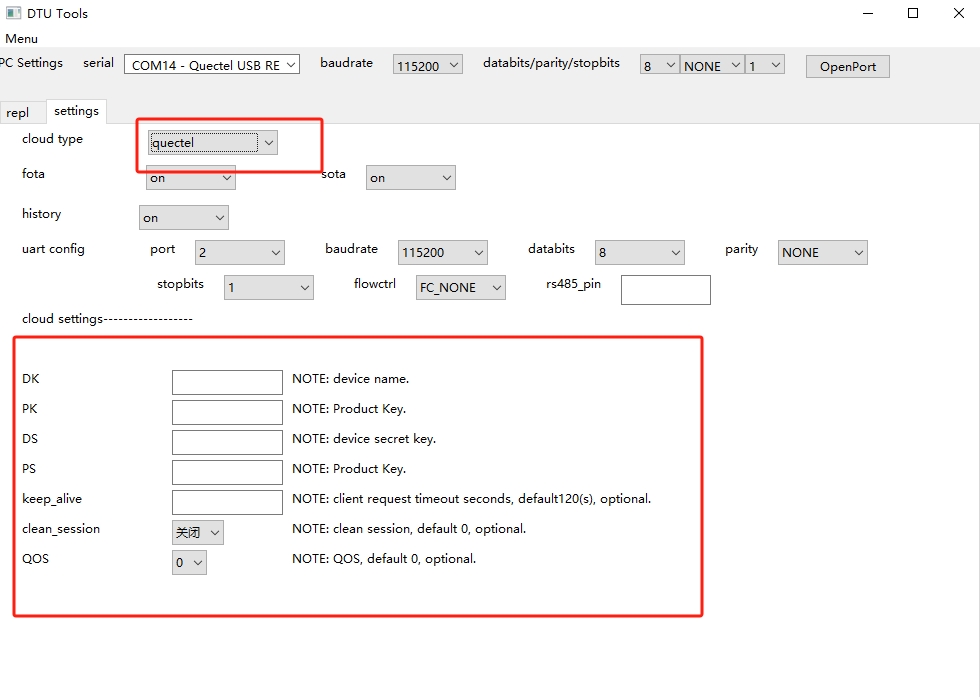 DTU Tools
Menu
PC Settings serial COM14 - Quectel USB RE baudrate 115200 databits/parity/stopbits 8 NONE 1 OpenPort
repl settings
cloud type quectel
fota on sota on
history on
uart config port 2 baudrate 115200 databits 8 parity NONE
stopbits 1 flowctrl FC_NONE rs485_pin
cloud settings------------------
DK NOTE: device name.
PK NOTE: Product Key.
DS NOTE: device secret key.
PS NOTE: Product Key.
keep_alive NOTE: client request timeout seconds, default120(s), optional.
clean_session 关闭 NOTE: clean session, default 0, optional.
QOS 0 NOTE: QOS, default 0, optional.